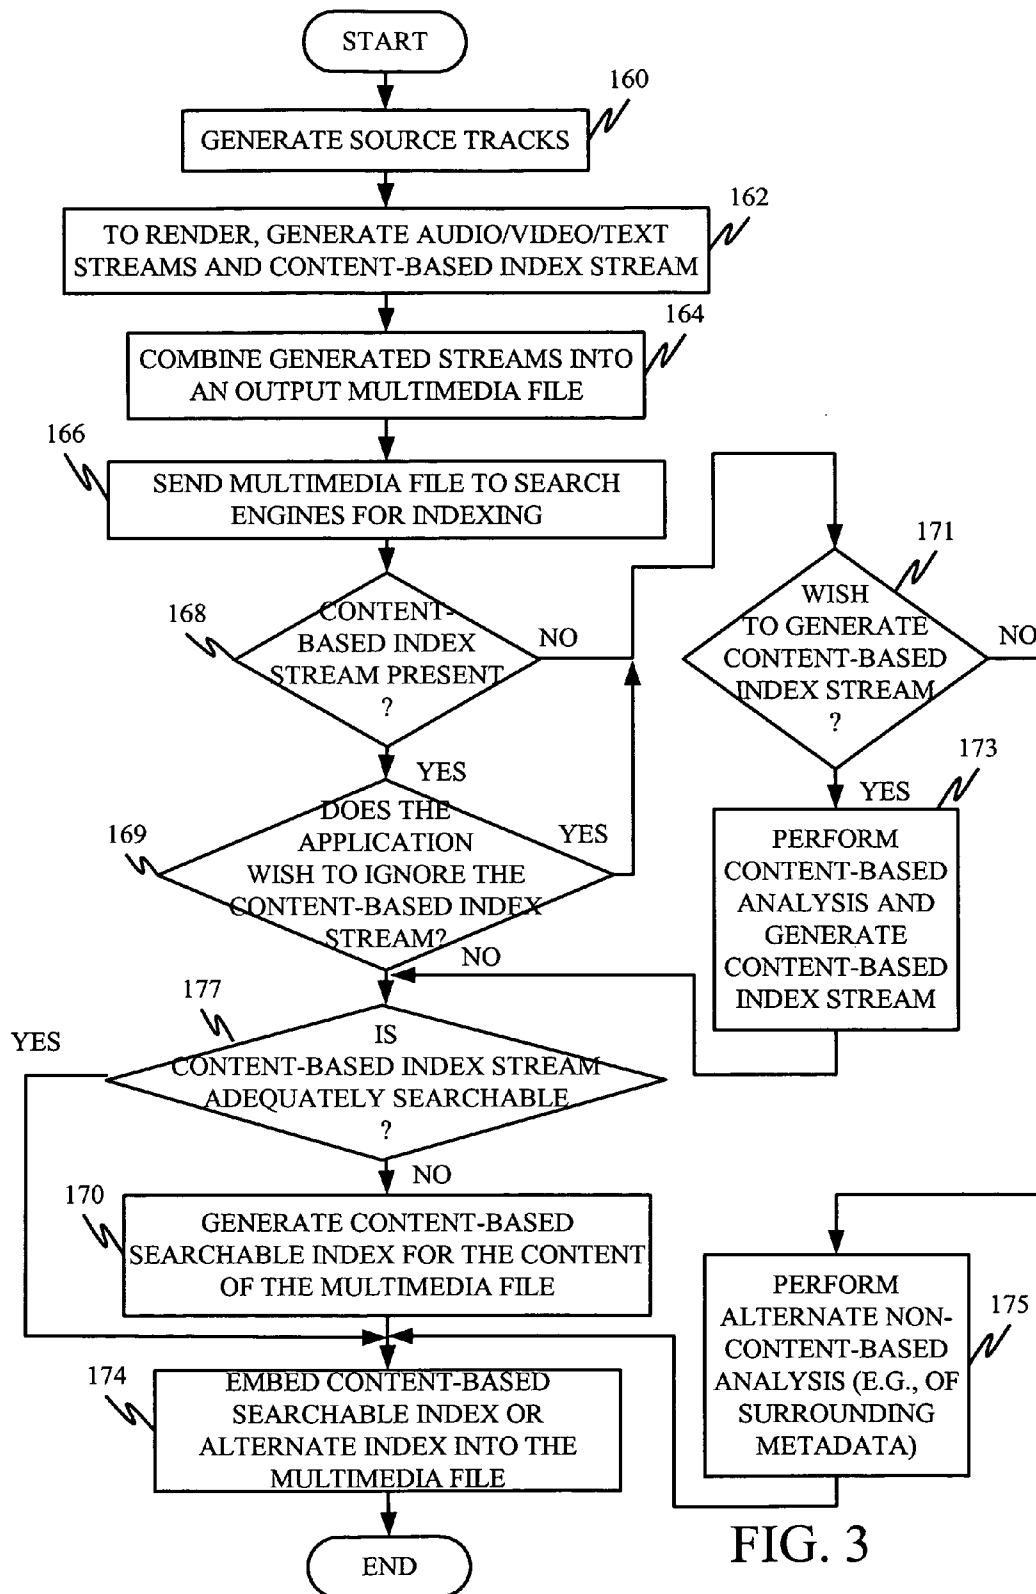 START
160
GENERATE SOURCE TRACKS
162
TO RENDER, GENERATE AUDIO/VIDEO/TEXT
STREAMS AND CONTENT-BASED INDEX STREAM
164
COMBINE GENERATED STREAMS INTO
AN OUTPUT MULTIMEDIA FILE
166
SEND MULTIMEDIA FILE TO SEARCH
ENGINES FOR INDEXING
168
CONTENT-
BASED INDEX
STREAM PRESENT
?
NO
YES
171
WISH
TO GENERATE
CONTENT-BASED
INDEX STREAM
?
NO
YES
173
PERFORM
CONTENT-BASED
ANALYSIS AND
GENERATE
CONTENT-BASED
INDEX STREAM
169
DOES THE
APPLICATION
WISH TO IGNORE THE
CONTENT-BASED INDEX
STREAM?
YES
NO
177
IS
CONTENT-BASED INDEX STREAM
ADEQUATELY SEARCHABLE
?
YES
NO
170
GENERATE CONTENT-BASED
SEARCHABLE INDEX FOR THE CONTENT
OF THE MULTIMEDIA FILE
175
PERFORM
ALTERNATE NON-
CONTENT-BASED
ANALYSIS (E.G., OF
SURROUNDING
METADATA)
174
EMBED CONTENT-BASED
SEARCHABLE INDEX OR
ALTERNATE INDEX INTO THE
MULTIMEDIA FILE
END
FIG. 3